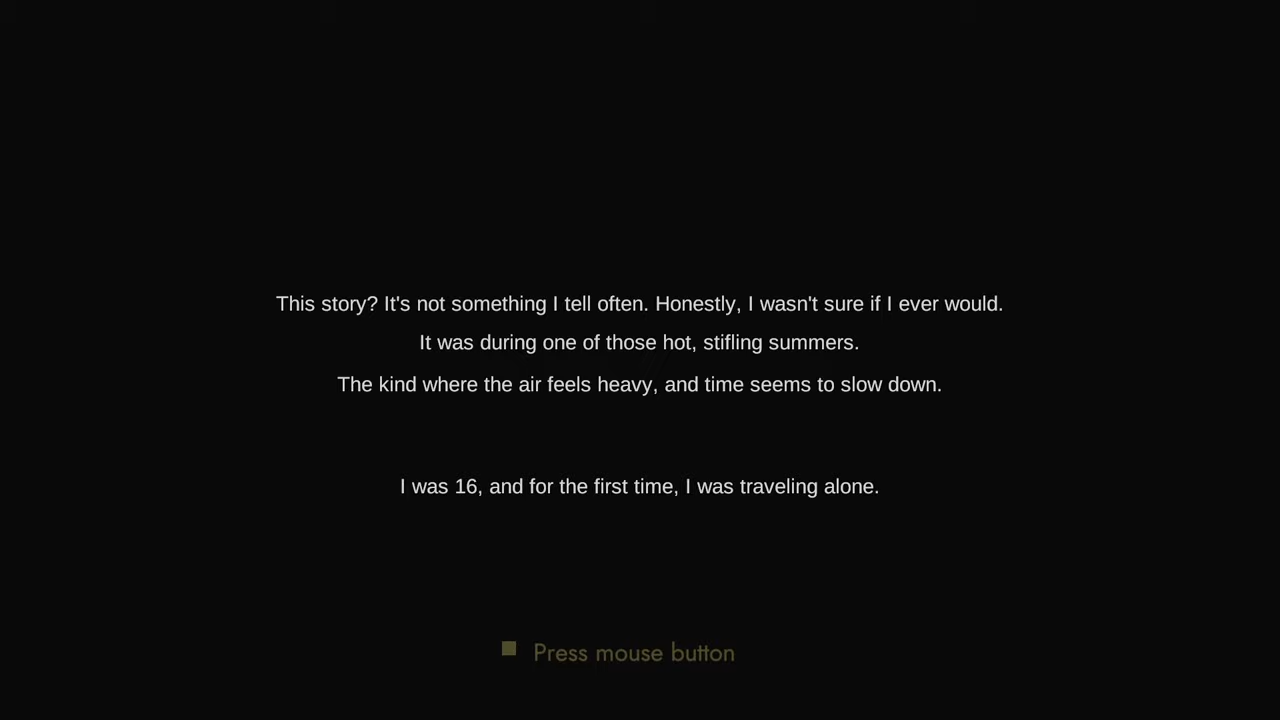 This story? It's not something I tell often. Honestly, I wasn't sure if I ever would.
It was during one of those hot, stifling summers.
The kind where the air feels heavy, and time seems to slow down.
I was 16, and for the first time, I was traveling alone.
Press mouse button